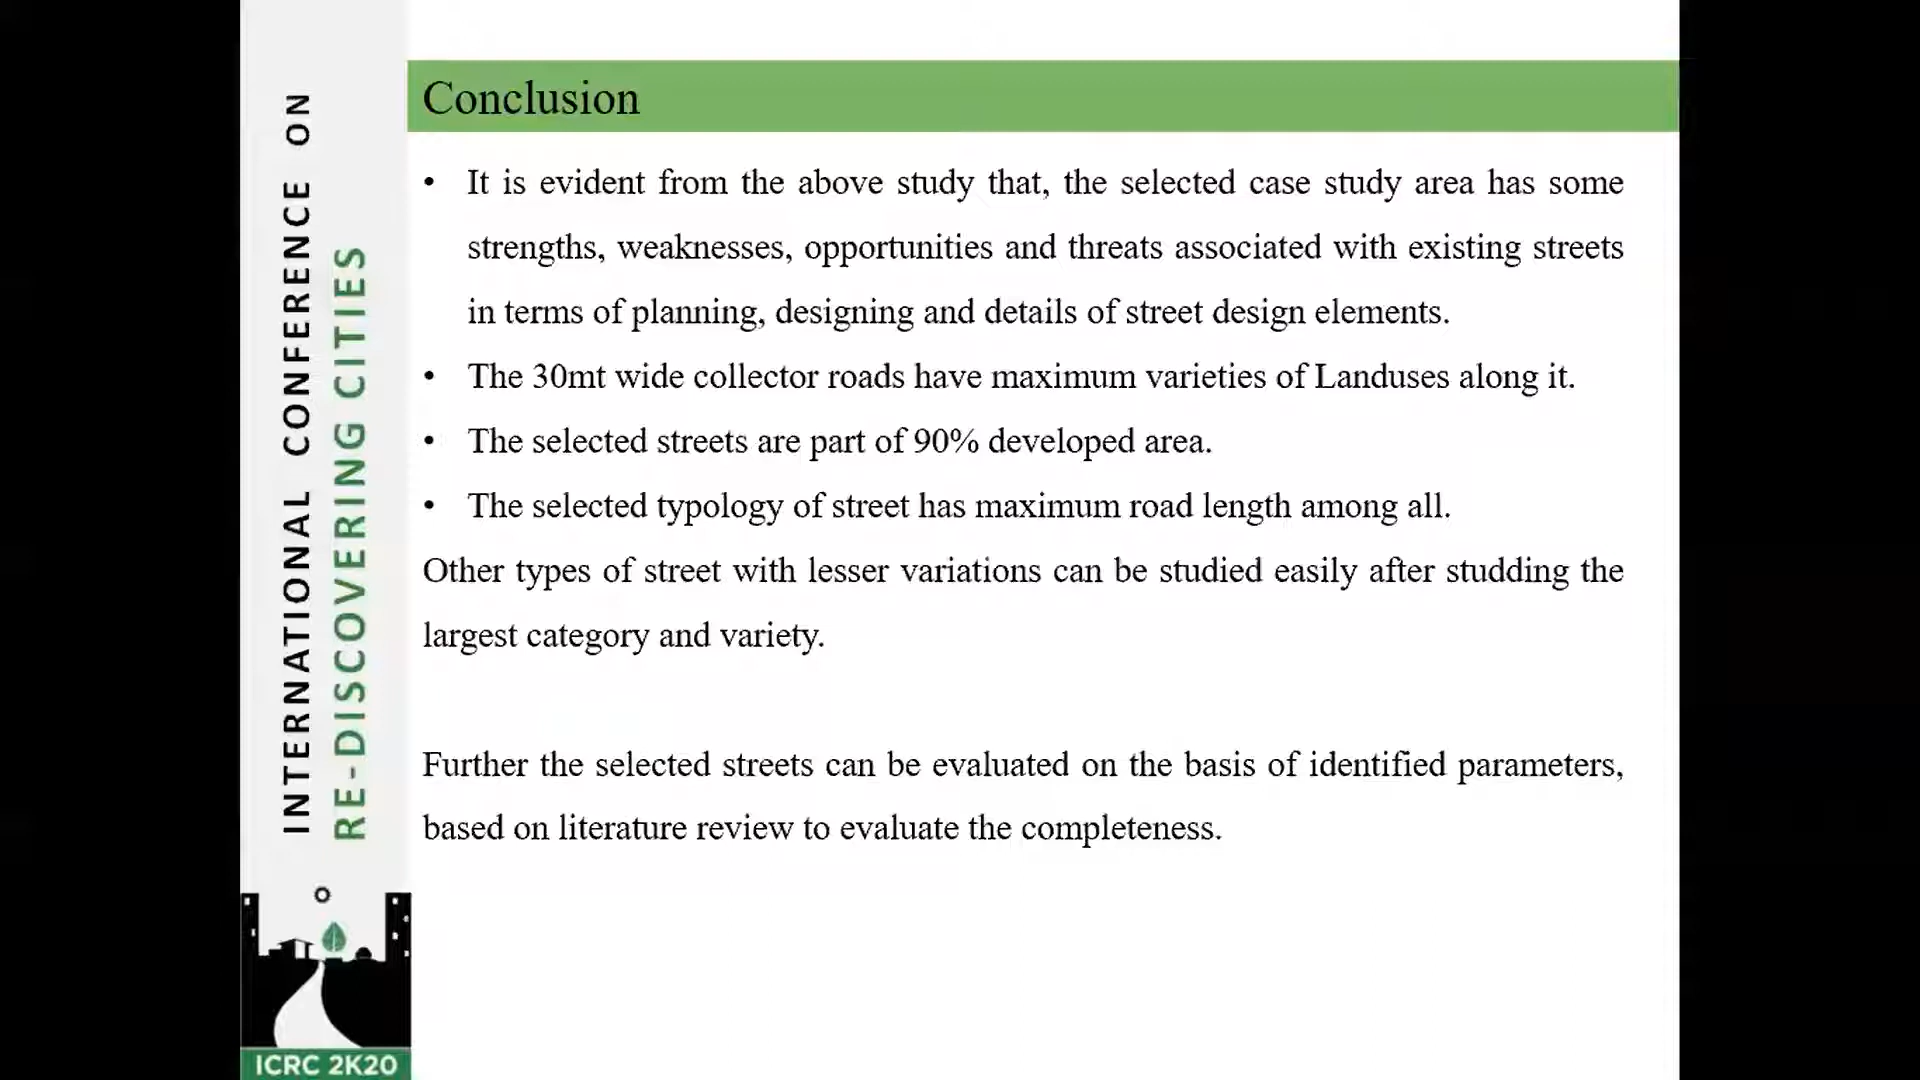 INTERNATIONAL CONFERENCE ON
RE-DISCOVERING CITIES
ICRC 2K20
Conclusion
• It is evident from the above study that, the selected case study area has some
strengths, weaknesses, opportunities and threats associated with existing streets
in terms of planning, designing and details of street design elements.
• The 30mt wide collector roads have maximum varieties of Landuses along it.
• The selected streets are part of 90% developed area.
• The selected typology of street has maximum road length among all.
Other types of street with lesser variations can be studied easily after studding the
largest category and variety.
Further the selected streets can be evaluated on the basis of identified parameters,
based on literature review to evaluate the completeness.